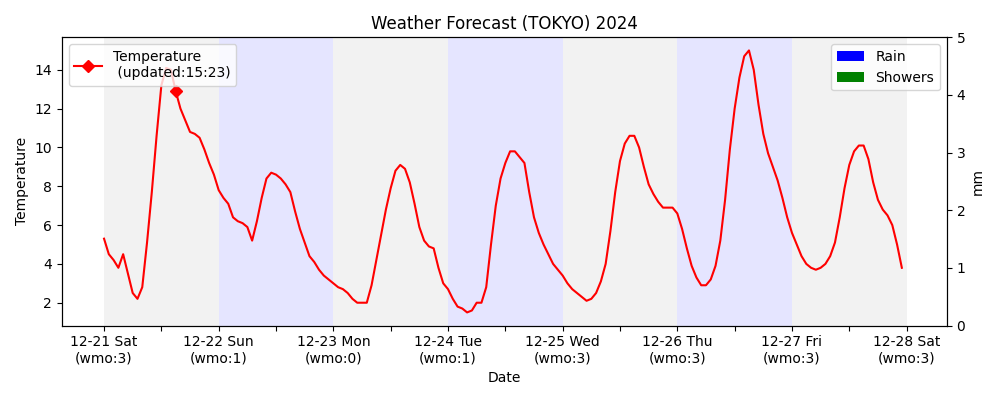 Weather Forecast (TOKYO) 2024
Temperature
(updated:15:23)
Rain
Showers
14
12
10
8
6
4
2
Temperature
5
4
3
2
1
0
mm
12-21 Sat
(wmo:3)
12-22 Sun
(wmo:1)
12-23 Mon
(wmo:0)
12-24 Tue
(wmo:1)
12-25 Wed
(wmo:3)
12-26 Thu
(wmo:3)
12-27 Fri
(wmo:3)
12-28 Sat
(wmo:3)
Date